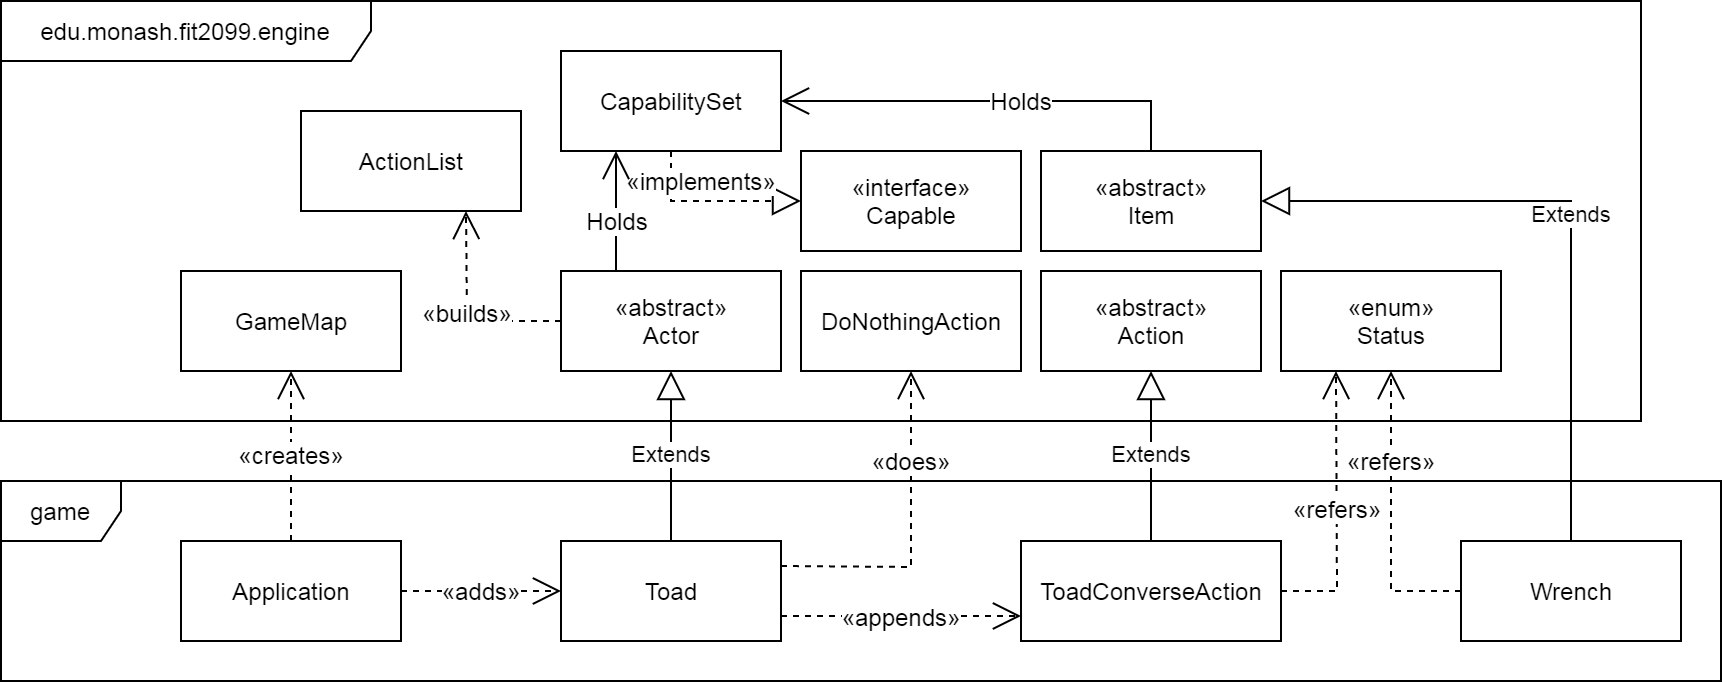 edu.monash.fit2099.engine
CapabilitySet
Holds
ActionList
«implements»
«interface»
Capable
«abstract»
Item
Extends
Holds
GameMap
«builds»
«abstract»
Actor
DoNothingAction
«abstract»
Action
«enum»
Status
«creates»
Extends
«does»
Extends
«refers»
game
«refers»
Application
«adds»
Toad
«appends»
ToadConverseAction
Wrench